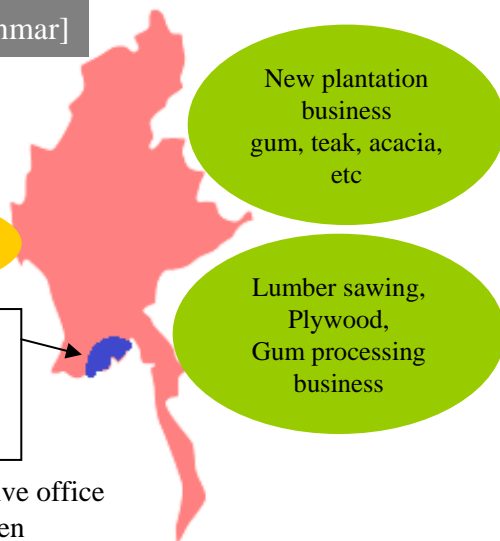 nmar]
New plantation
business
gum, teak, acacia,
etc
Lumber sawing,
Plywood,
Gum processing
business
ve office
en